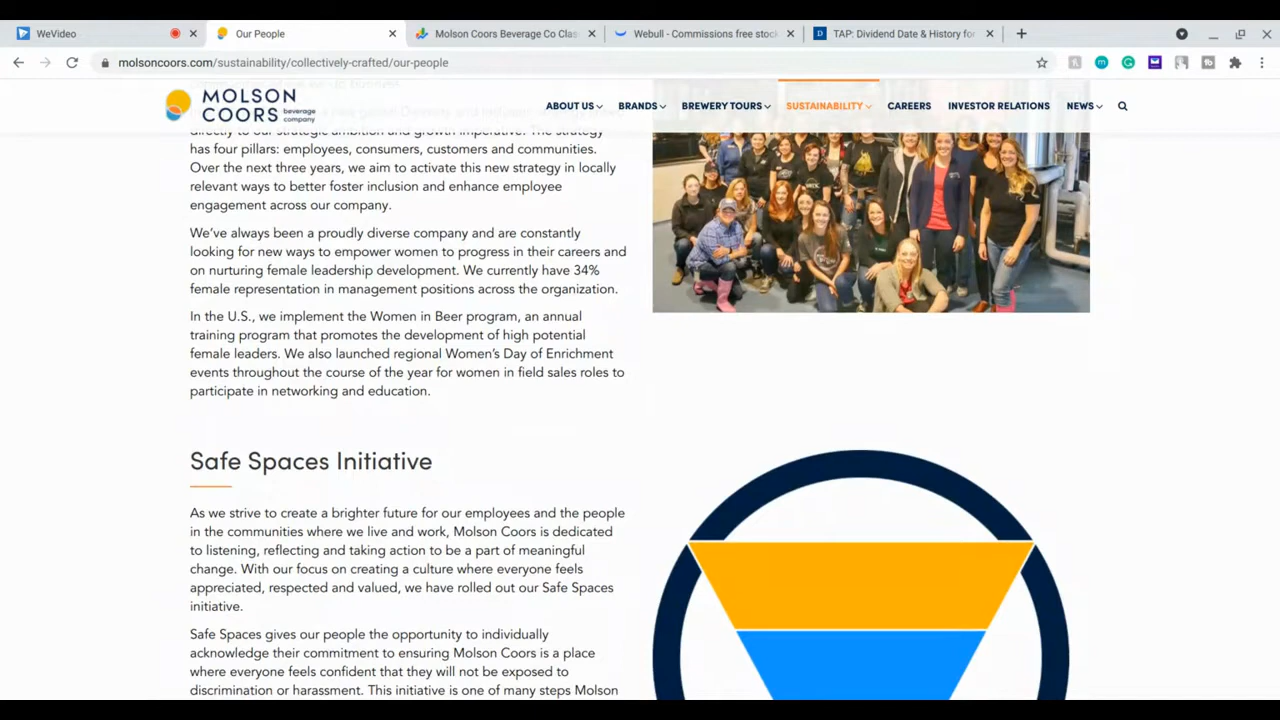 WeVideo
Our People
Molson Coors Beverage Co Clas
Webull - Commissions free stock
TAP: Dividend Date & History for
molsoncoors.com/sustainability/collectively-crafted/our-people
MOLSON
COORS beverage
company
ABOUT US
BRANDS
BREWERY TOURS
SUSTAINABILITY
CAREERS
INVESTOR RELATIONS
NEWS
directly to our strategic ambition and growth imperative. The strategy
has four pillars: employees, consumers, customers and communities.
Over the next three years, we aim to activate this new strategy in locally
relevant ways to better foster inclusion and enhance employee
engagement across our company.
We've always been a proudly diverse company and are constantly
looking for new ways to empower women to progress in their careers and
on nurturing female leadership development. We currently have 34%
female representation in management positions across the organization.
In the U.S., we implement the Women in Beer program, an annual
training program that promotes the development of high potential
female leaders. We also launched regional Women's Day of Enrichment
events throughout the course of the year for women in field sales roles to
participate in networking and education.
Safe Spaces Initiative
As we strive to create a brighter future for our employees and the people
in the communities where we live and work, Molson Coors is dedicated
to listening, reflecting and taking action to be a part of meaningful
change. With our focus on creating a culture where everyone feels
appreciated, respected and valued, we have rolled out our Safe Spaces
initiative.
Safe Spaces gives our people the opportunity to individually
acknowledge their commitment to ensuring Molson Coors is a place
where everyone feels confident that they will not be exposed to
discrimination or harassment. This initiative is one of many steps Molson